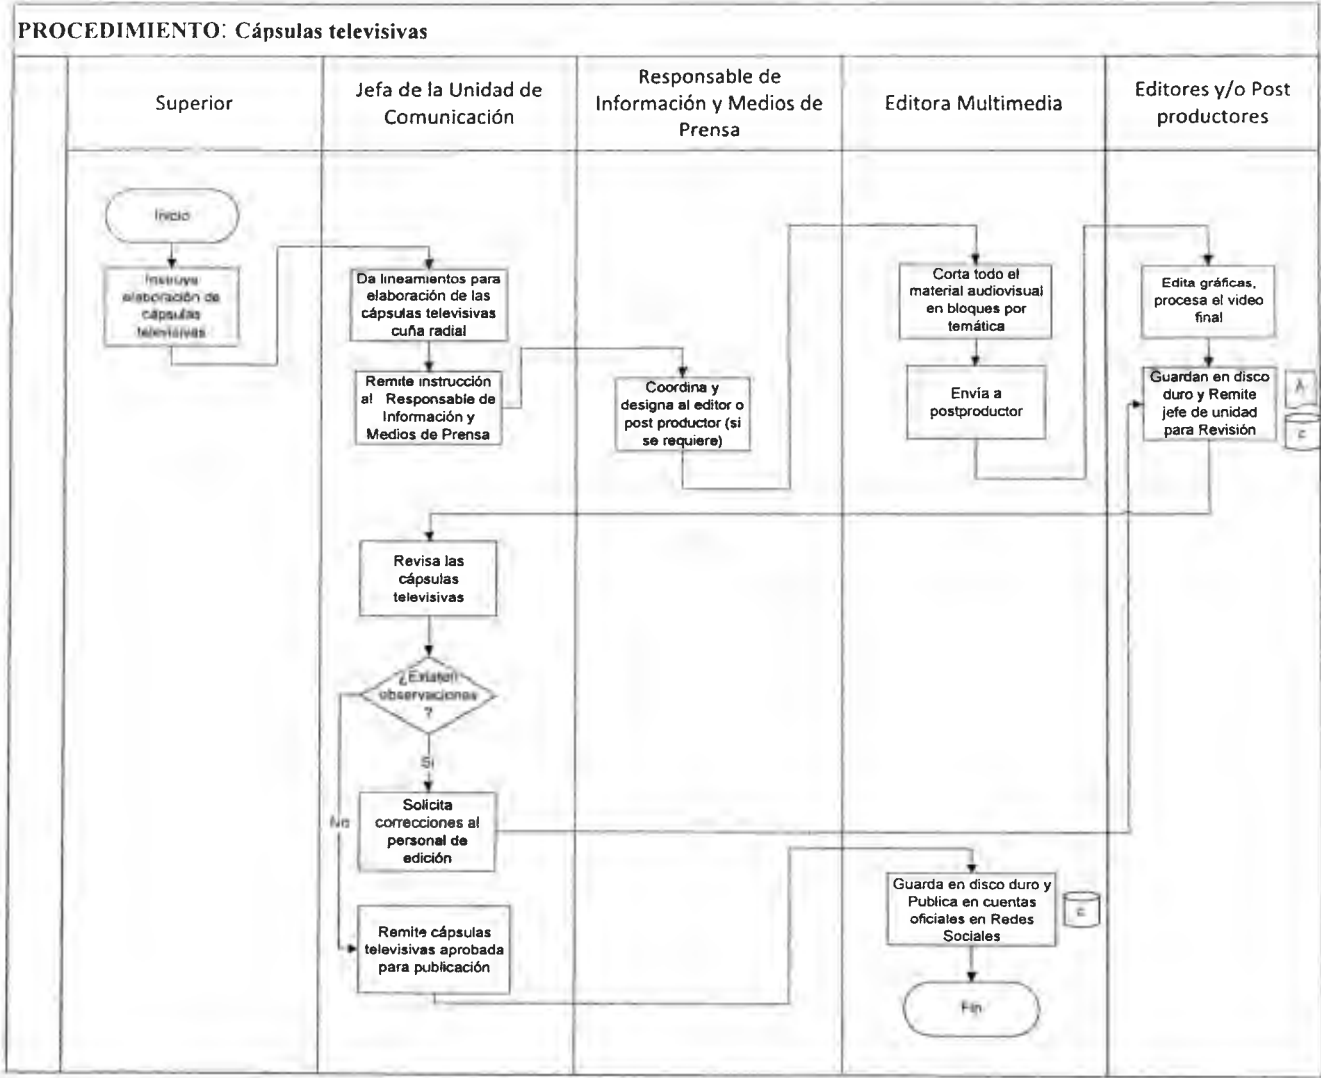 PROCEDIMIENTO: Cápsulas televisivas
Superior
Jefa de la Unidad de
Comunicación
Responsable de
Información y Medios de
Prensa
Editora Multimedia
Editores y/o Post
productores
Inicio
Instruye
elaboración de
cápsulas
televisivas
Da lineamientos para
elaboración de las
cápsulas televisivas
cuña radial
Remite instrucción
al Responsable de
Información y
Medios de Prensa
Coordina y
designa al editor o
post productor (si
se requiere)
Corta todo el
material audiovisual
en bloques por
temática
Envía a
postproductor
Edita gráficas,
procesa el video
final
Guardan en disco
duro y Remite
jefe de unidad
para Revisión
A
Revisa las
cápsulas
televisivas
¿Existen
observaciones
?
Si
No
Solicita
correcciones al
personal de
edición
Remite cápsulas
televisivas aprobada
para publicación
Guarda en disco duro y
Publica en cuentas
oficiales en Redes
Sociales
Fin